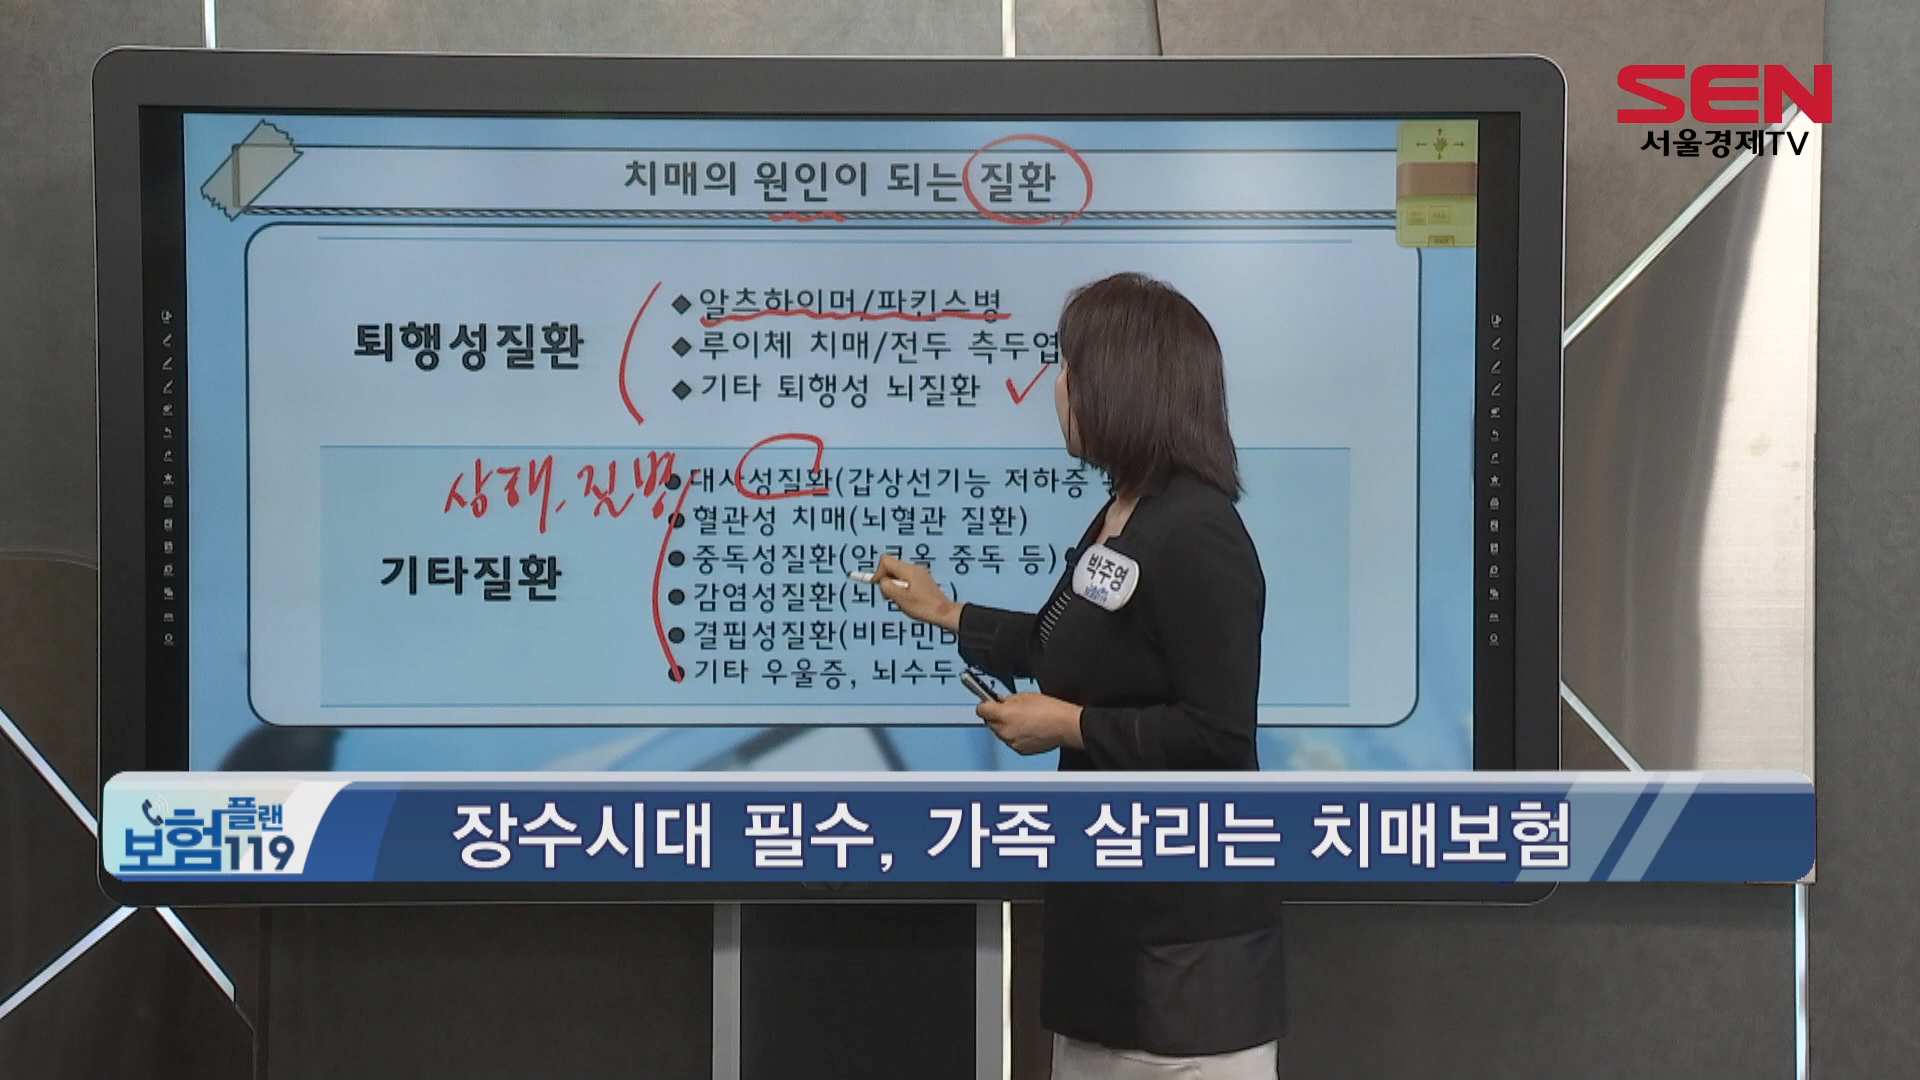 SEN
서울경제TV
치매의 원인이 되는 질환
퇴행성질환
◆알츠하이머/파킨스병
◆루이체 치매/전두 측두엽
◆기타 퇴행성 뇌질환
상해, 질병
기타질환
●대사성질환(갑상선기능 저하증
●혈관성 치매(뇌혈관 질환)
●중독성질환(알코올 중독 등)
●감염성질환(뇌
●결핍성질환(비타민B
●기타 우울증, 뇌수두
박주영
보험플랜119
장수시대 필수, 가족 살리는 치매보험